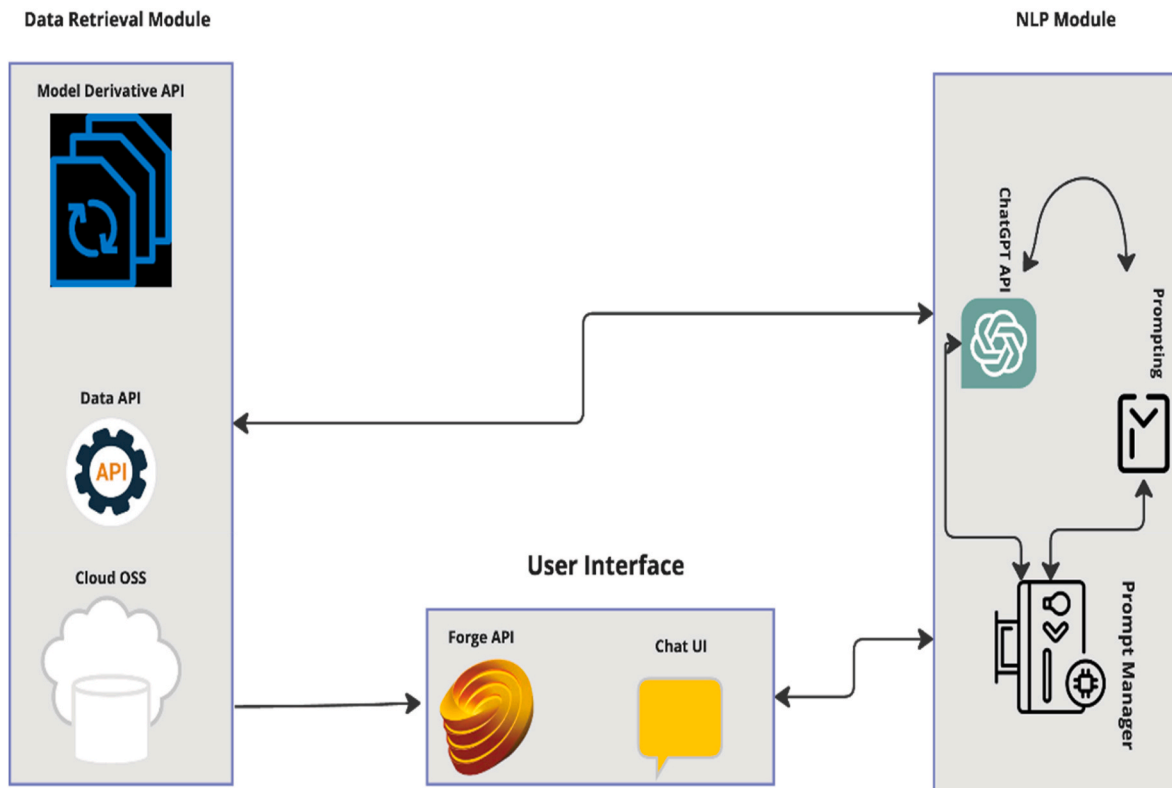 Data Retrieval Module
NLP Module
Model Derivative API
Data API
API
Cloud OSS
User Interface
Forge API
Chat UI
ChatGPT API
Prompting
Prompt Manager